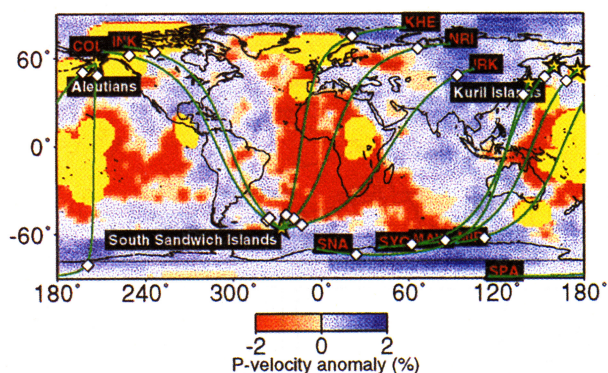 KHE
COL INK NRI
60°
IRK
Aleutians Kuril Islands
0°
-60°
South Sandwich Islands
SNA SYO MAW
SPA
180° 240° 300° 0° 60° 120° 180°
-2 0 2
P-velocity anomaly (%)